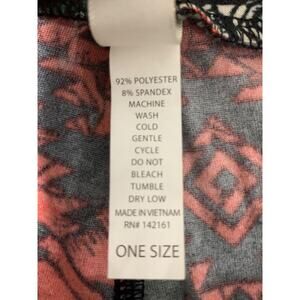 92% POLYESTER
8% SPANDEX
MACHINE
WASH
COLD
GENTLE
CYCLE
DO NOT
BLEACH
TUMBLE
DRY LOW
MADE IN VIETNAM
RN# 142161
ONE SIZE